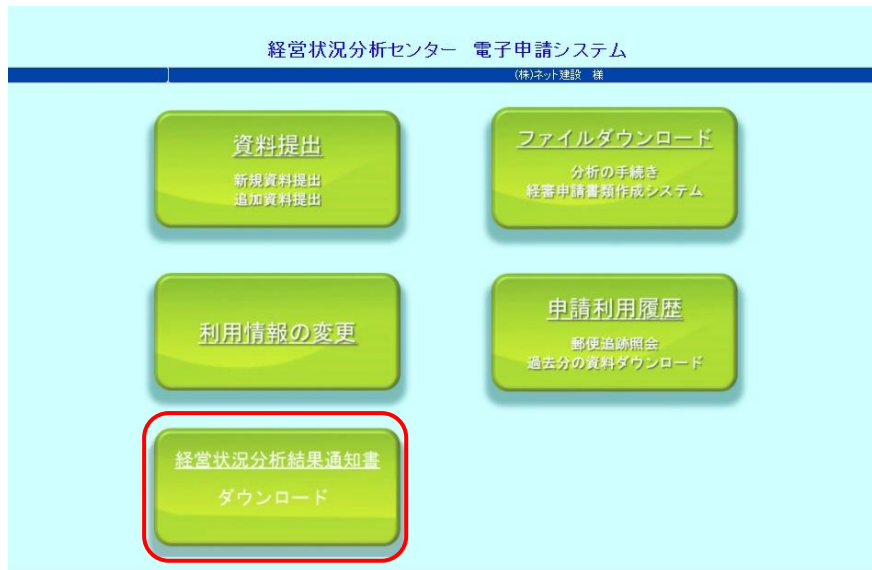 経営状況分析センター 電子申請システム
(株)ネット建設 様
資料提出
新規資料提出
追加資料提出
ファイルダウンロード
分析の手続き
経審申請書類作成システム
利用情報の変更
申請利用履歴
郵便追跡照会
過去分の資料ダウンロード
経営状況分析結果通知書
ダウンロード